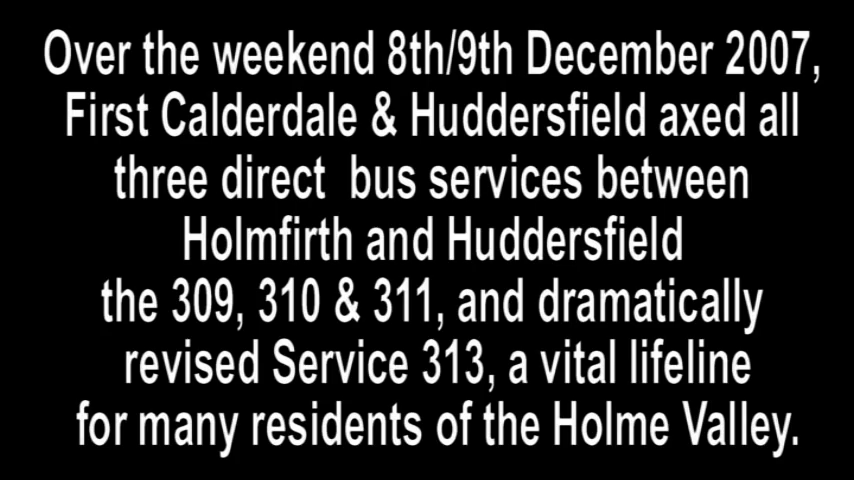 Over the weekend 8th/9th December 2007,
First Calderdale & Huddersfield axed all
three direct  bus services between
Holmfirth and Huddersfield
the 309, 310 & 311, and dramatically
revised Service 313, a vital lifeline
for many residents of the Holme Valley.